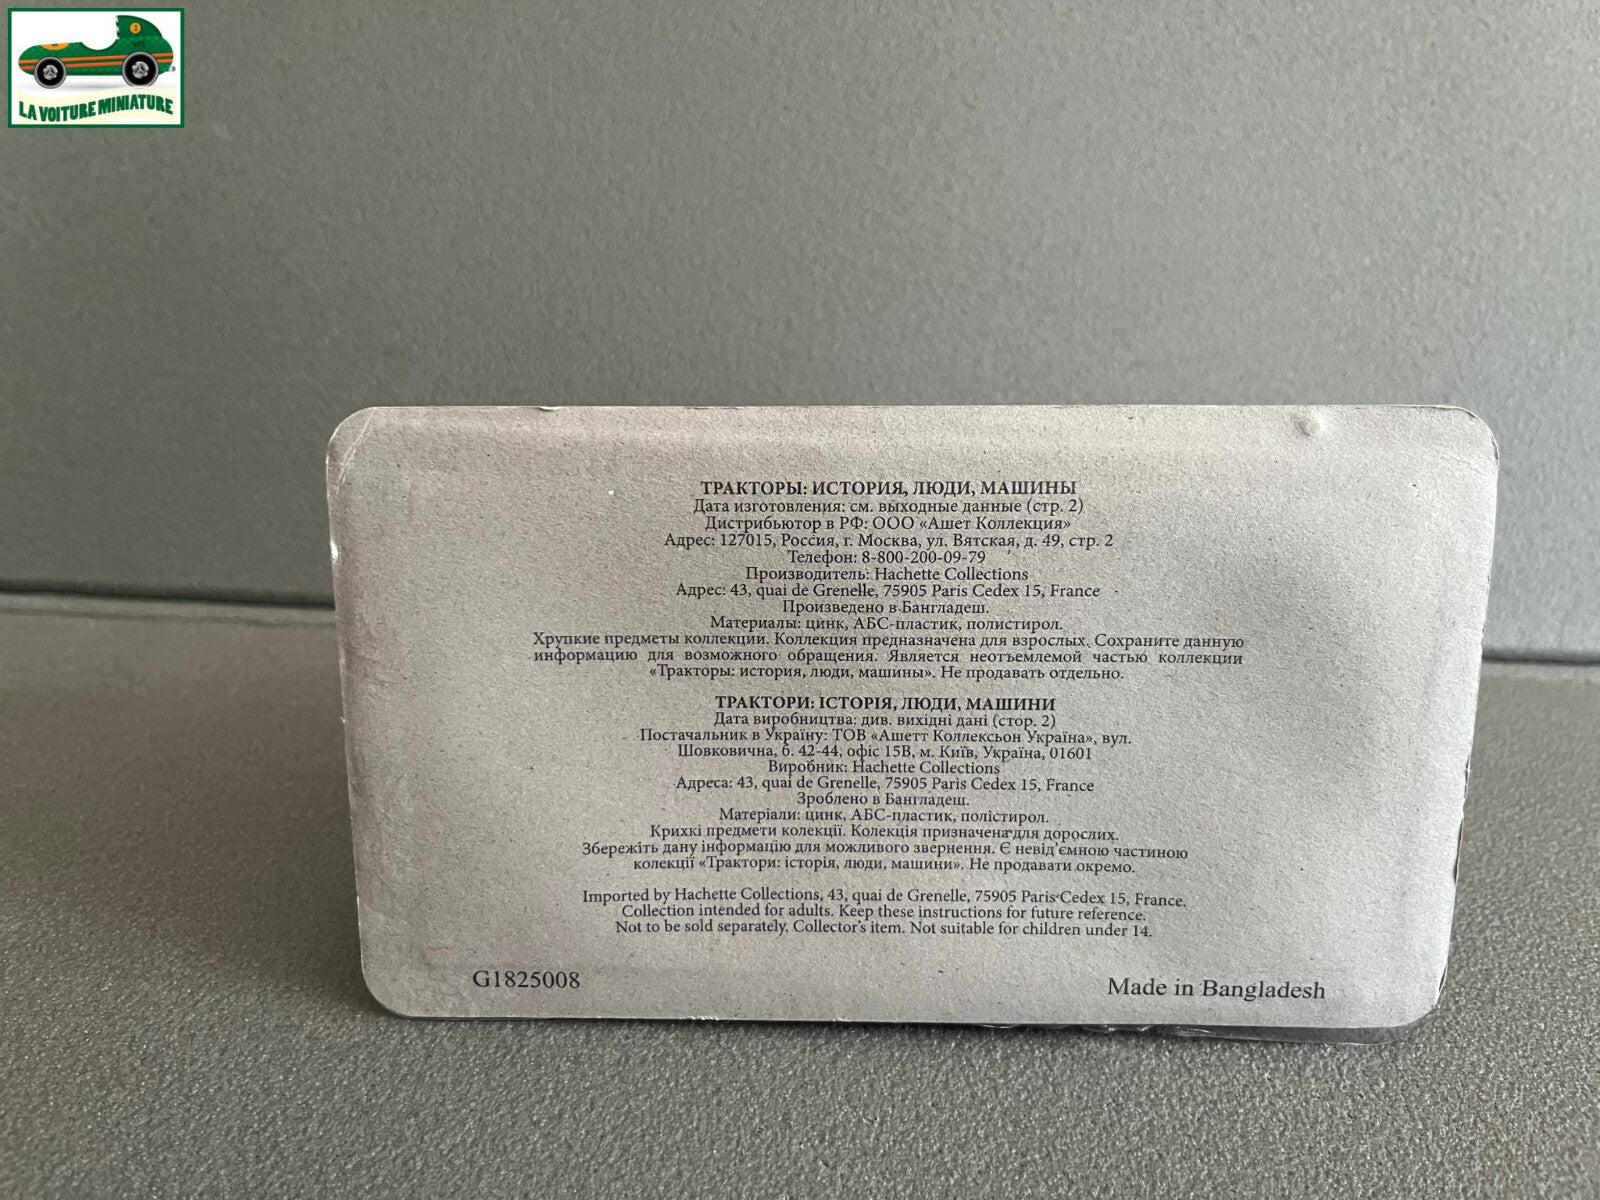 LA VOITURE MINIATURE
ТРАКТОРЫ: ИСТОРИЯ, ЛЮДИ, МАШИНЫ
Дата изготовления: см. выходные данные (стр. 2)
Дистрибьютор в РФ: ООО «Ашет Коллекция»
Адрес: 127015, Россия, г. Москва, ул. Вятская, д. 49, стр. 2
Телефон: 8-800-200-09-79
Производитель: Hachette Collections
Адрес: 43, quai de Grenelle, 75905 Paris Cedex 15, France
Произведено в Бангладеш.
Материалы: цинк, АБС-пластик, полистирол.
Хрупкие предметы коллекции. Коллекция предназначена для взрослых. Сохраните данную
информацию для возможного обращения. Является неотъемлемой частью коллекции
«Тракторы: история, люди, машины». Не продавать отдельно.
ТРАКТОРИ: ІСТОРІЯ, ЛЮДИ, МАШИНИ
Дата виробництва: див. вихідні дані (стор. 2)
Постачальник в Україну: ТОВ «Ашетт Коллексьон Україна», вул.
Шовковична, б. 42-44, офіс 15В, м. Київ, Україна, 01601
Виробник: Hachette Collections
Адреса: 43, quai de Grenelle, 75905 Paris Cedex 15, France
Зроблено в Бангладеш.
Матеріали: цинк, АБС-пластик, полістирол.
Крихкі предмети колекції. Колекція призначена для дорослих.
Збережіть дану інформацію для можливого звернення. Є невід'ємною частиною
колекції «Трактори: історія, люди, машини». Не продавати окремо.
Imported by Hachette Collections, 43, quai de Grenelle, 75905 Paris Cedex 15, France.
Collection intended for adults. Keep these instructions for future reference.
Not to be sold separately. Collector's item. Not suitable for children under 14.
G1825008
Made in Bangladesh